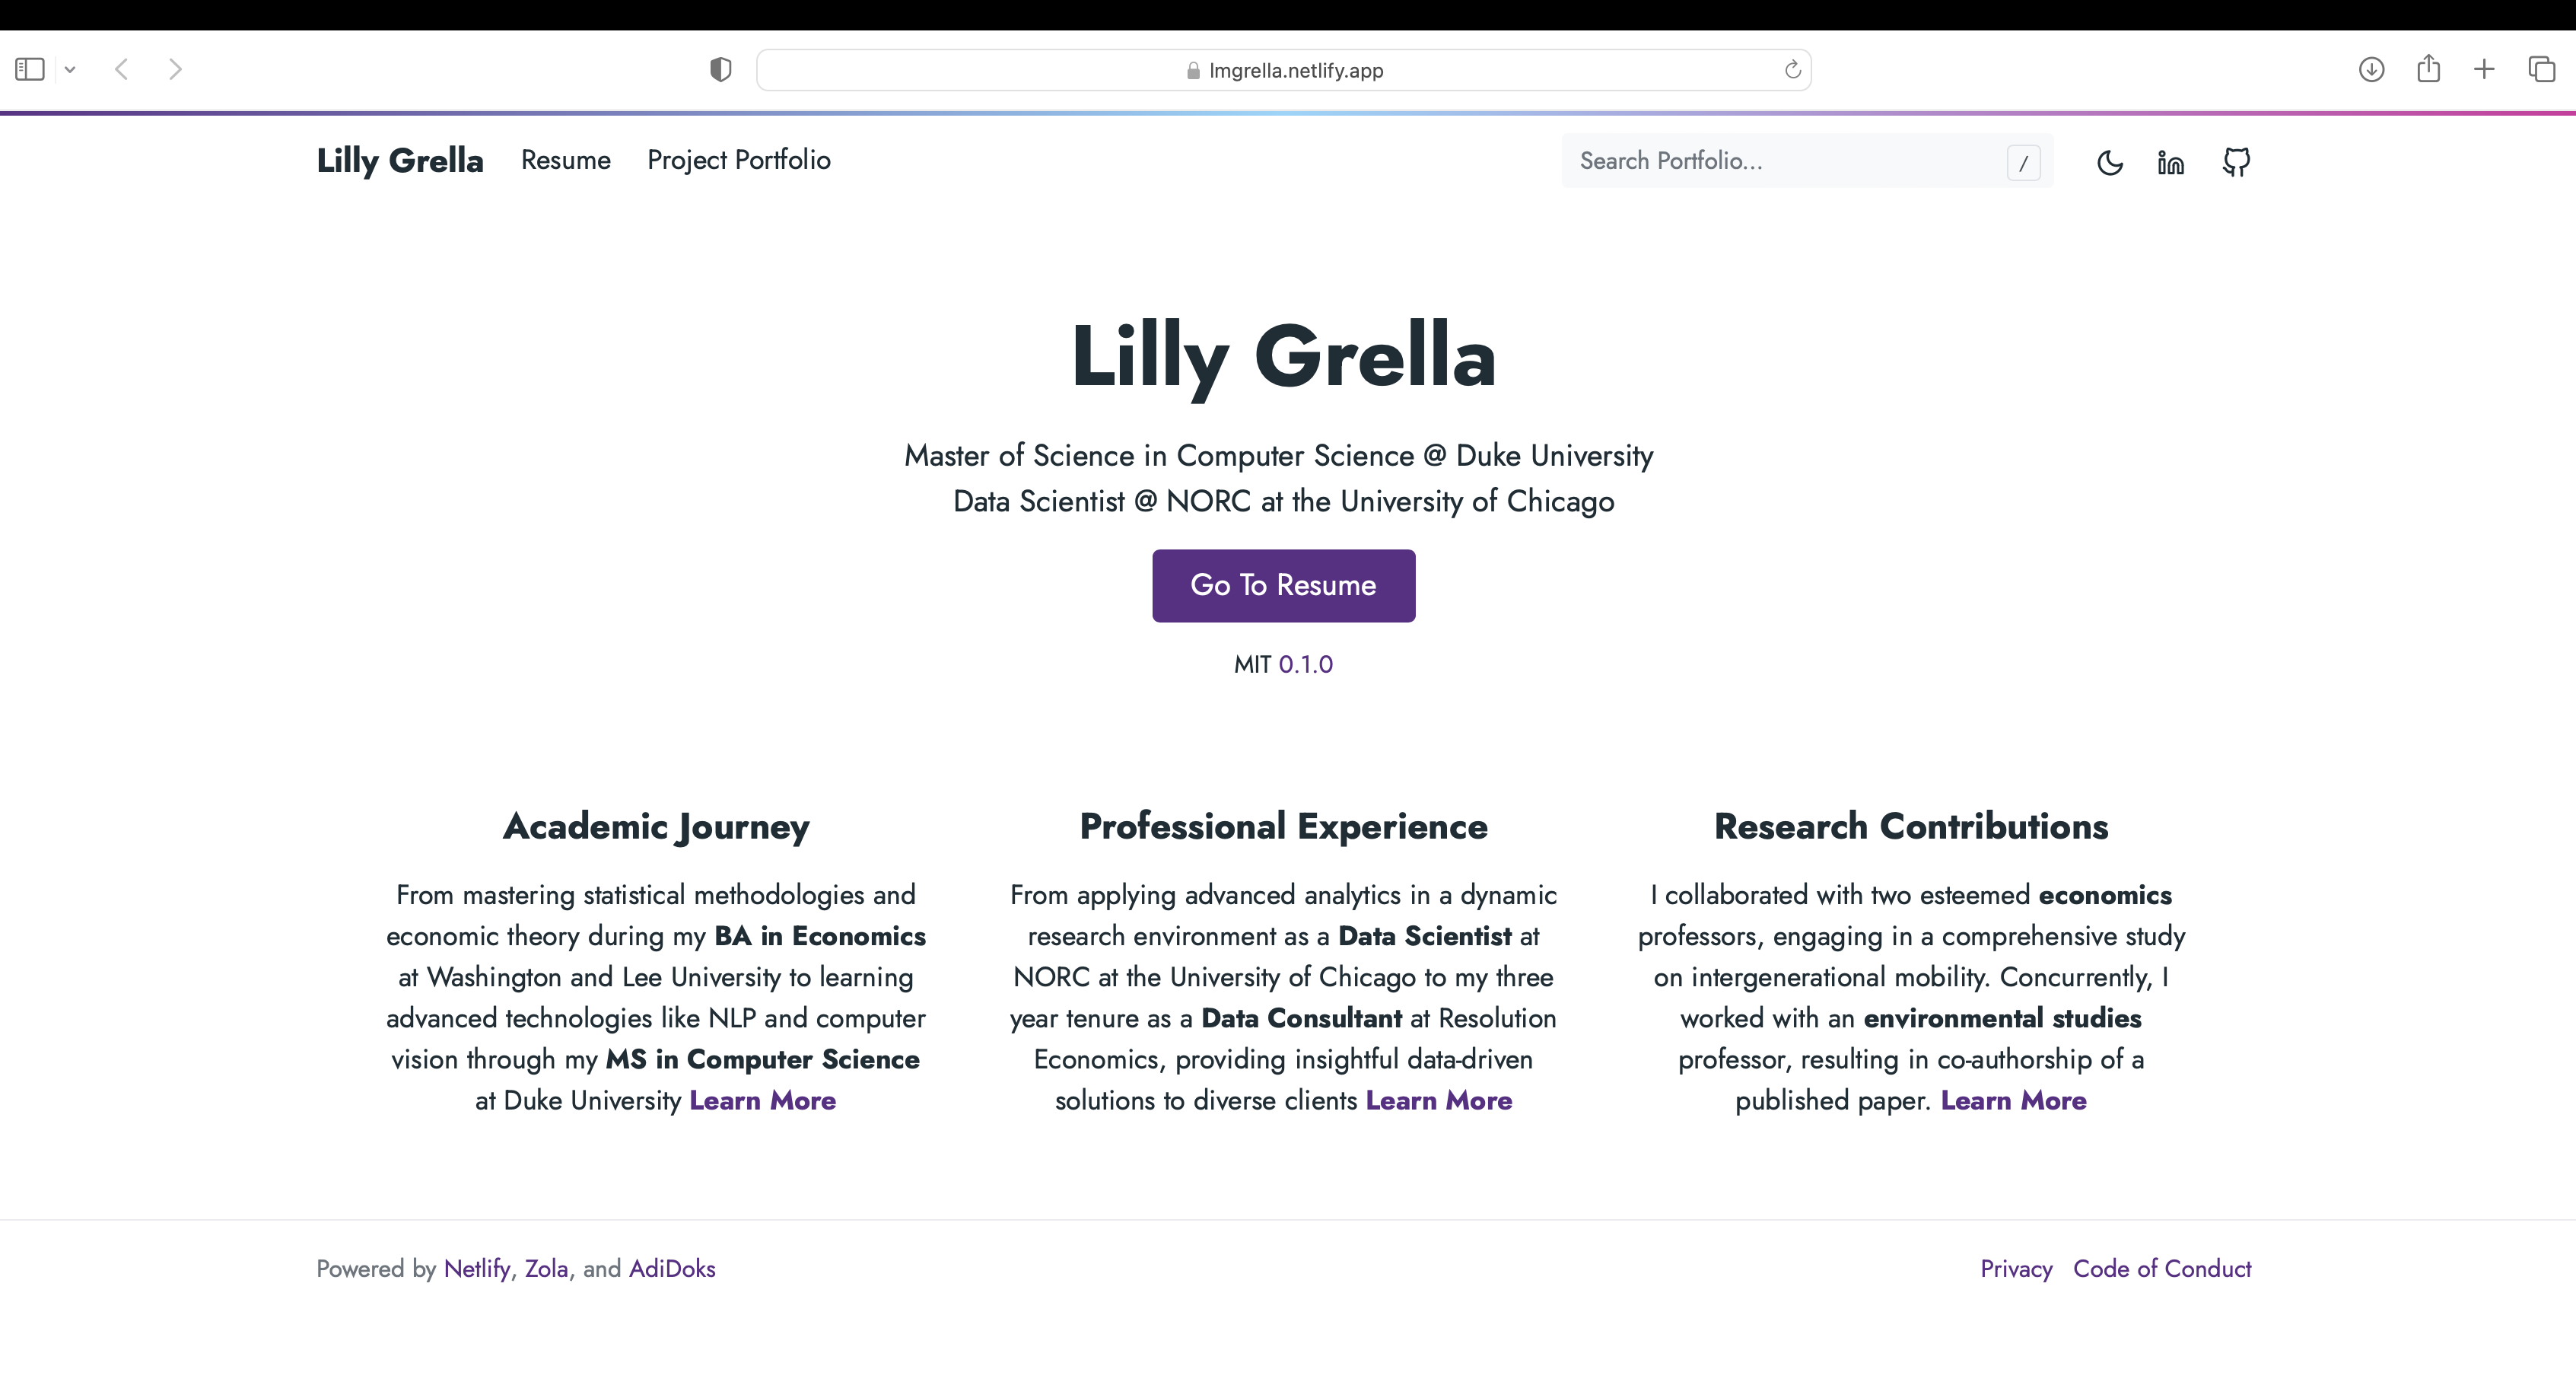 lmgrella.netlify.app
Lilly Grella Resume Project Portfolio Search Portfolio... /
Lilly Grella
Master of Science in Computer Science @ Duke University
Data Scientist @ NORC at the University of Chicago
Go To Resume
MIT 0.1.0
Academic Journey
From mastering statistical methodologies and
economic theory during my BA in Economics
at Washington and Lee University to learning
advanced technologies like NLP and computer
vision through my MS in Computer Science
at Duke University Learn More
Professional Experience
From applying advanced analytics in a dynamic
research environment as a Data Scientist at
NORC at the University of Chicago to my three
year tenure as a Data Consultant at Resolution
Economics, providing insightful data-driven
solutions to diverse clients Learn More
Research Contributions
I collaborated with two esteemed economics
professors, engaging in a comprehensive study
on intergenerational mobility. Concurrently, I
worked with an environmental studies
professor, resulting in co-authorship of a
published paper. Learn More
Powered by Netlify, Zola, and AdiDoks
Privacy Code of Conduct